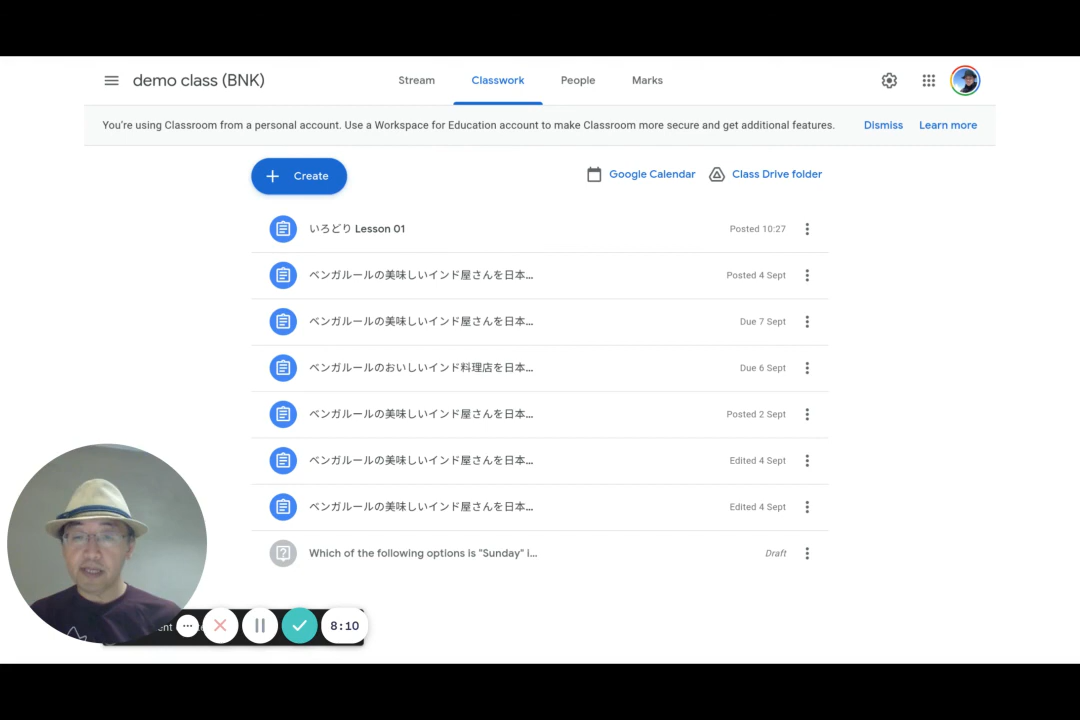 demo class (BNK)
Stream
Classwork
People
Marks
You're using Classroom from a personal account. Use a Workspace for Education account to make Classroom more secure and get additional features.
Dismiss
Learn more
Create
Google Calendar
Class Drive folder
いろどり Lesson 01
Posted 10:27
ベンガルールの美味しいインド屋さんを日本...
Posted 4 Sept
ベンガルールの美味しいインド屋さんを日本...
Due 7 Sept
ベンガルールのおいしいインド料理店を日本...
Due 6 Sept
ベンガルールの美味しいインド屋さんを日本...
Posted 2 Sept
ベンガルールの美味しいインド屋さんを日本...
Edited 4 Sept
ベンガルールの美味しいインド屋さんを日本...
Edited 4 Sept
Which of the following options is "Sunday" i...
Draft
8:10